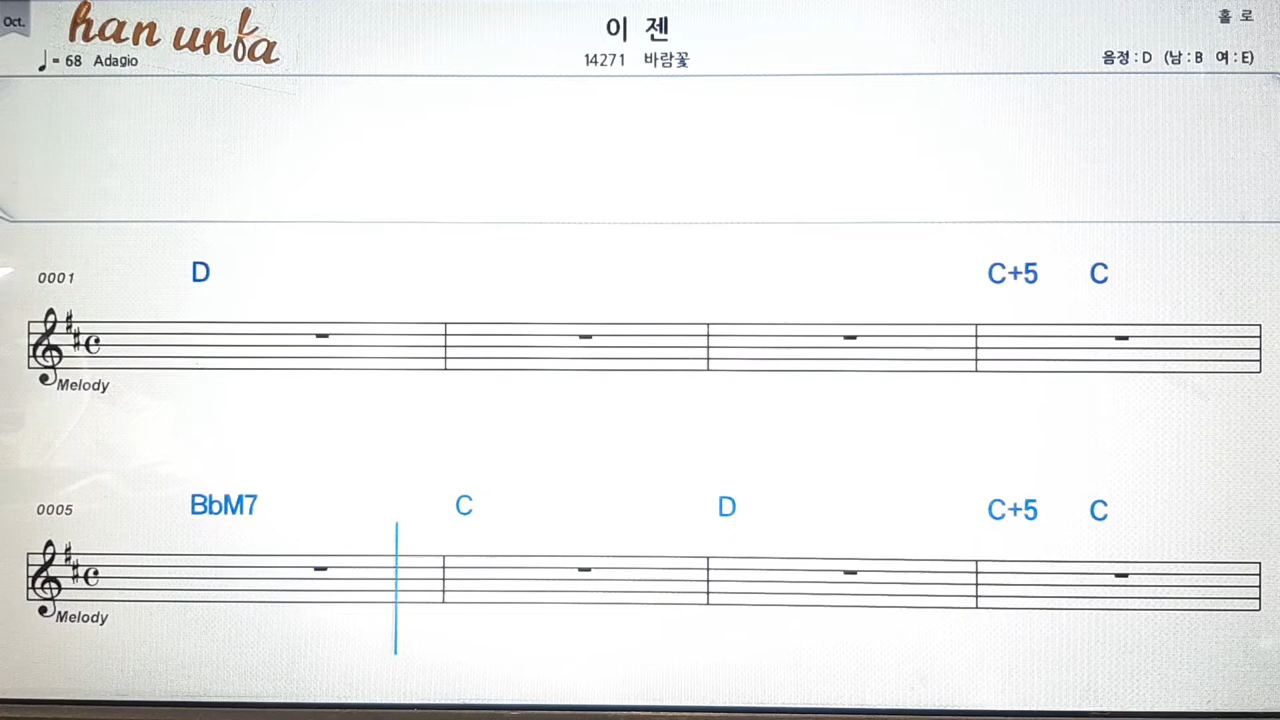 Oct.
han unfa
이 젠
홀 로
♩= 68 Adagio
14271 바람꽃
음정 : D (남 : B 여 : E)
0001
D
C+5
C
Melody
0005
BbM7
C
D
C+5
C
Melody